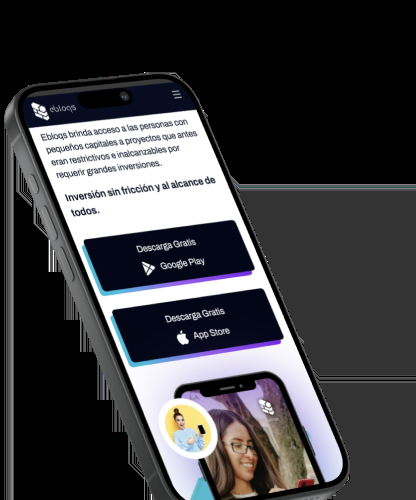 ebloqs
Ebloqs brinda acceso a las personas con
pequeños capitales a proyectos que antes
eran restrictivos e inalcanzables por
requerir grandes inversiones.
Inversión sin fricción y al alcance de
todos.
Descarga Gratis
Google Play
Descarga Gratis
App Store